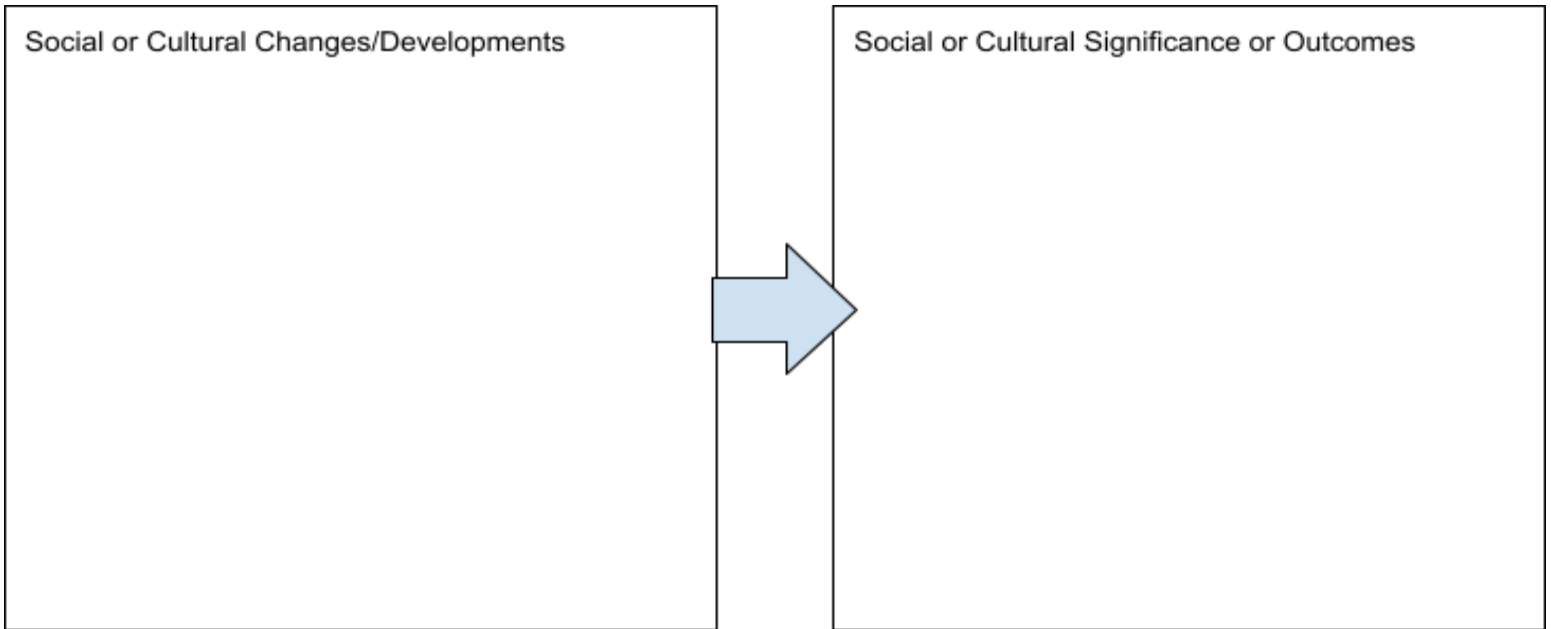 Social or Cultural Changes/Developments
Social or Cultural Significance or Outcomes